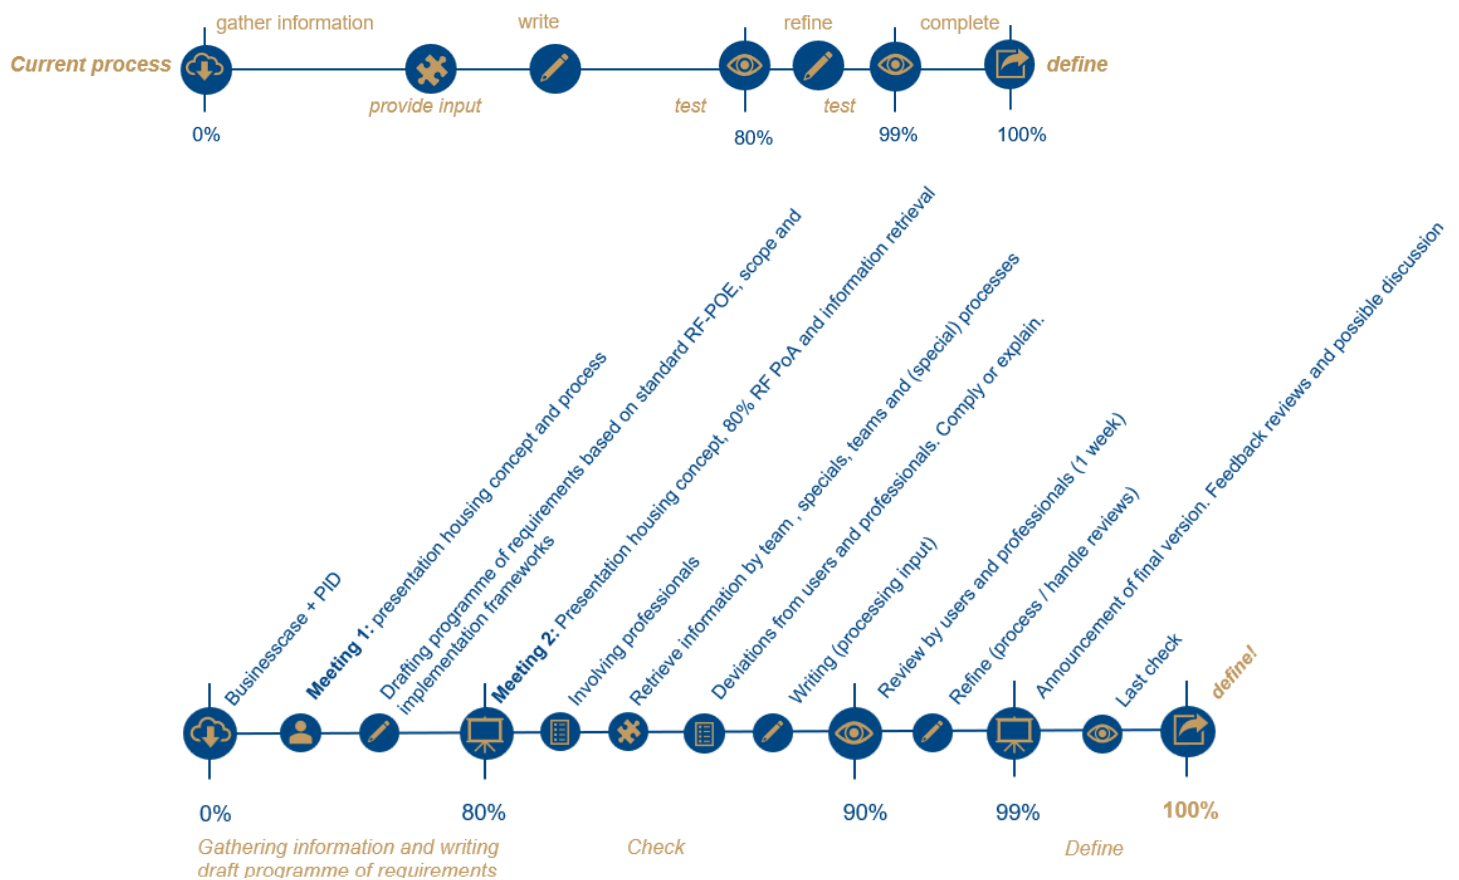 gather information
write
refine
complete
Current process
define
provide input
test
test
0%
80%
99%
100%
Businesscase + PID
Meeting 1: presentation housing concept and process
Drafting programme of requirements based on standard RF-POE, scope and
implementation frameworks
Meeting 2: Presentation housing concept, 80% RF PoA and information retrieval
Involving professionals
Retrieve information by team , specials, teams and (special) processes
Deviations from users and professionals. Comply or explain.
Writing (processing input)
Review by users and professionals (1 week)
Refine (process / handle reviews)
Announcement of final version. Feedback reviews and possible discussion
Last check
define!
0%
80%
90%
99%
100%
Gathering information and writing
draft programme of requirements
Check
Define